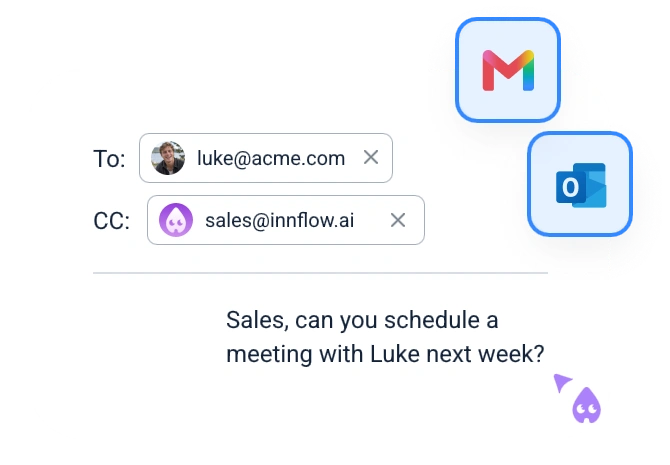 To: luke@acme.com
CC: sales@innflow.ai
Sales, can you schedule a
meeting with Luke next week?
O